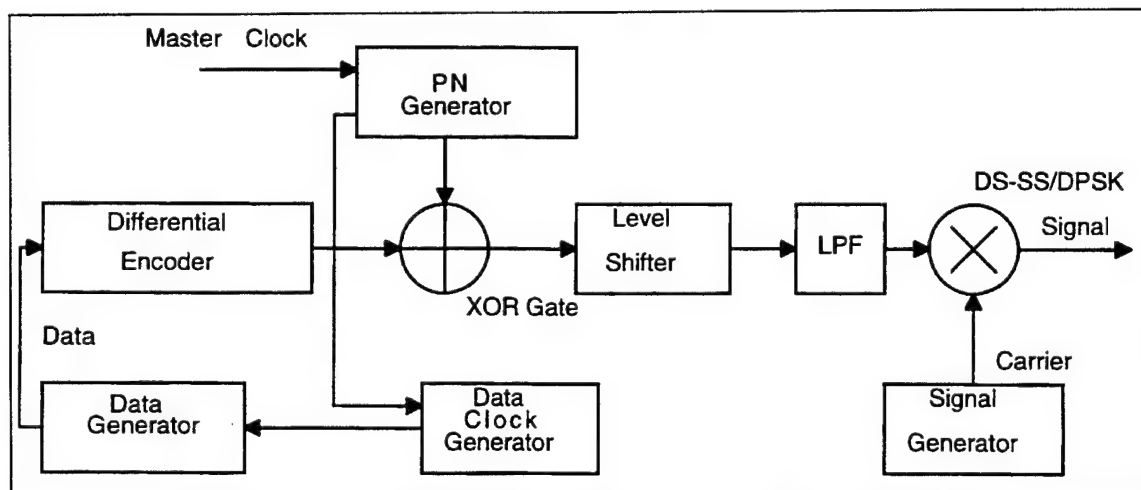 Master Clock
PN
Generator
DS-SS/DPSK
Signal
Differential
Encoder
Level
Shifter
LPF
XOR Gate
Data
Carrier
Data
Generator
Data
Clock
Generator
Signal
Generator